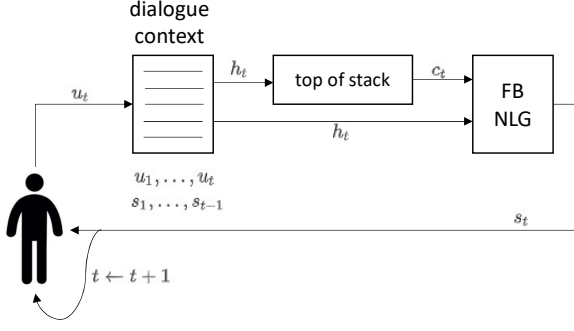 dialogue
context
h_t
top of stack
c_t
FB
NLG
u_t
h_t
u_1, ..., u_t
s_1, ..., s_{t-1}
s_t
t ← t + 1